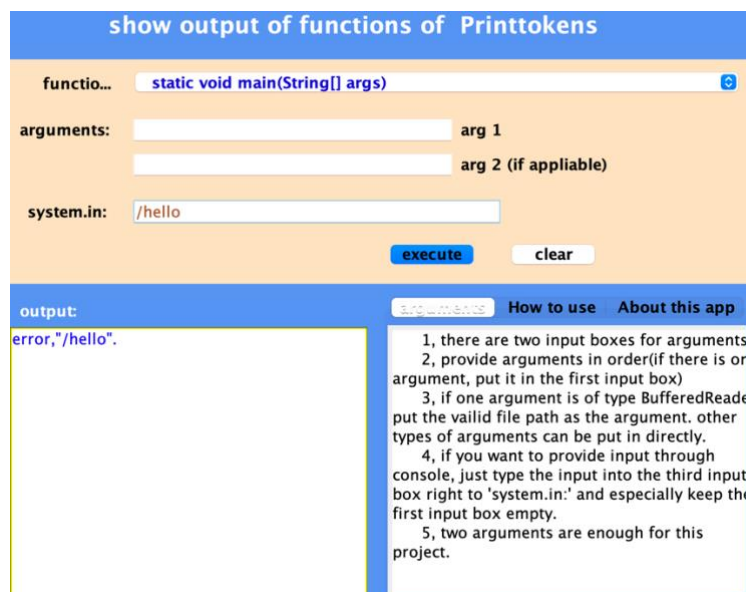 show output of functions of Printtokens
functio... static void main(String[] args)
arguments: arg 1
arg 2 (if appliable)
system.in: /hello
execute clear
output:
error,"/hello".
arguments How to use About this app
1, there are two input boxes for arguments
2, provide arguments in order(if there is or
argument, put it in the first input box)
3, if one argument is of type BufferedReade
put the vailid file path as the argument. other
types of arguments can be put in directly.
4, if you want to provide input through
console, just type the input into the third input
box right to 'system.in:' and especially keep the
first input box empty.
5, two arguments are enough for this
project.